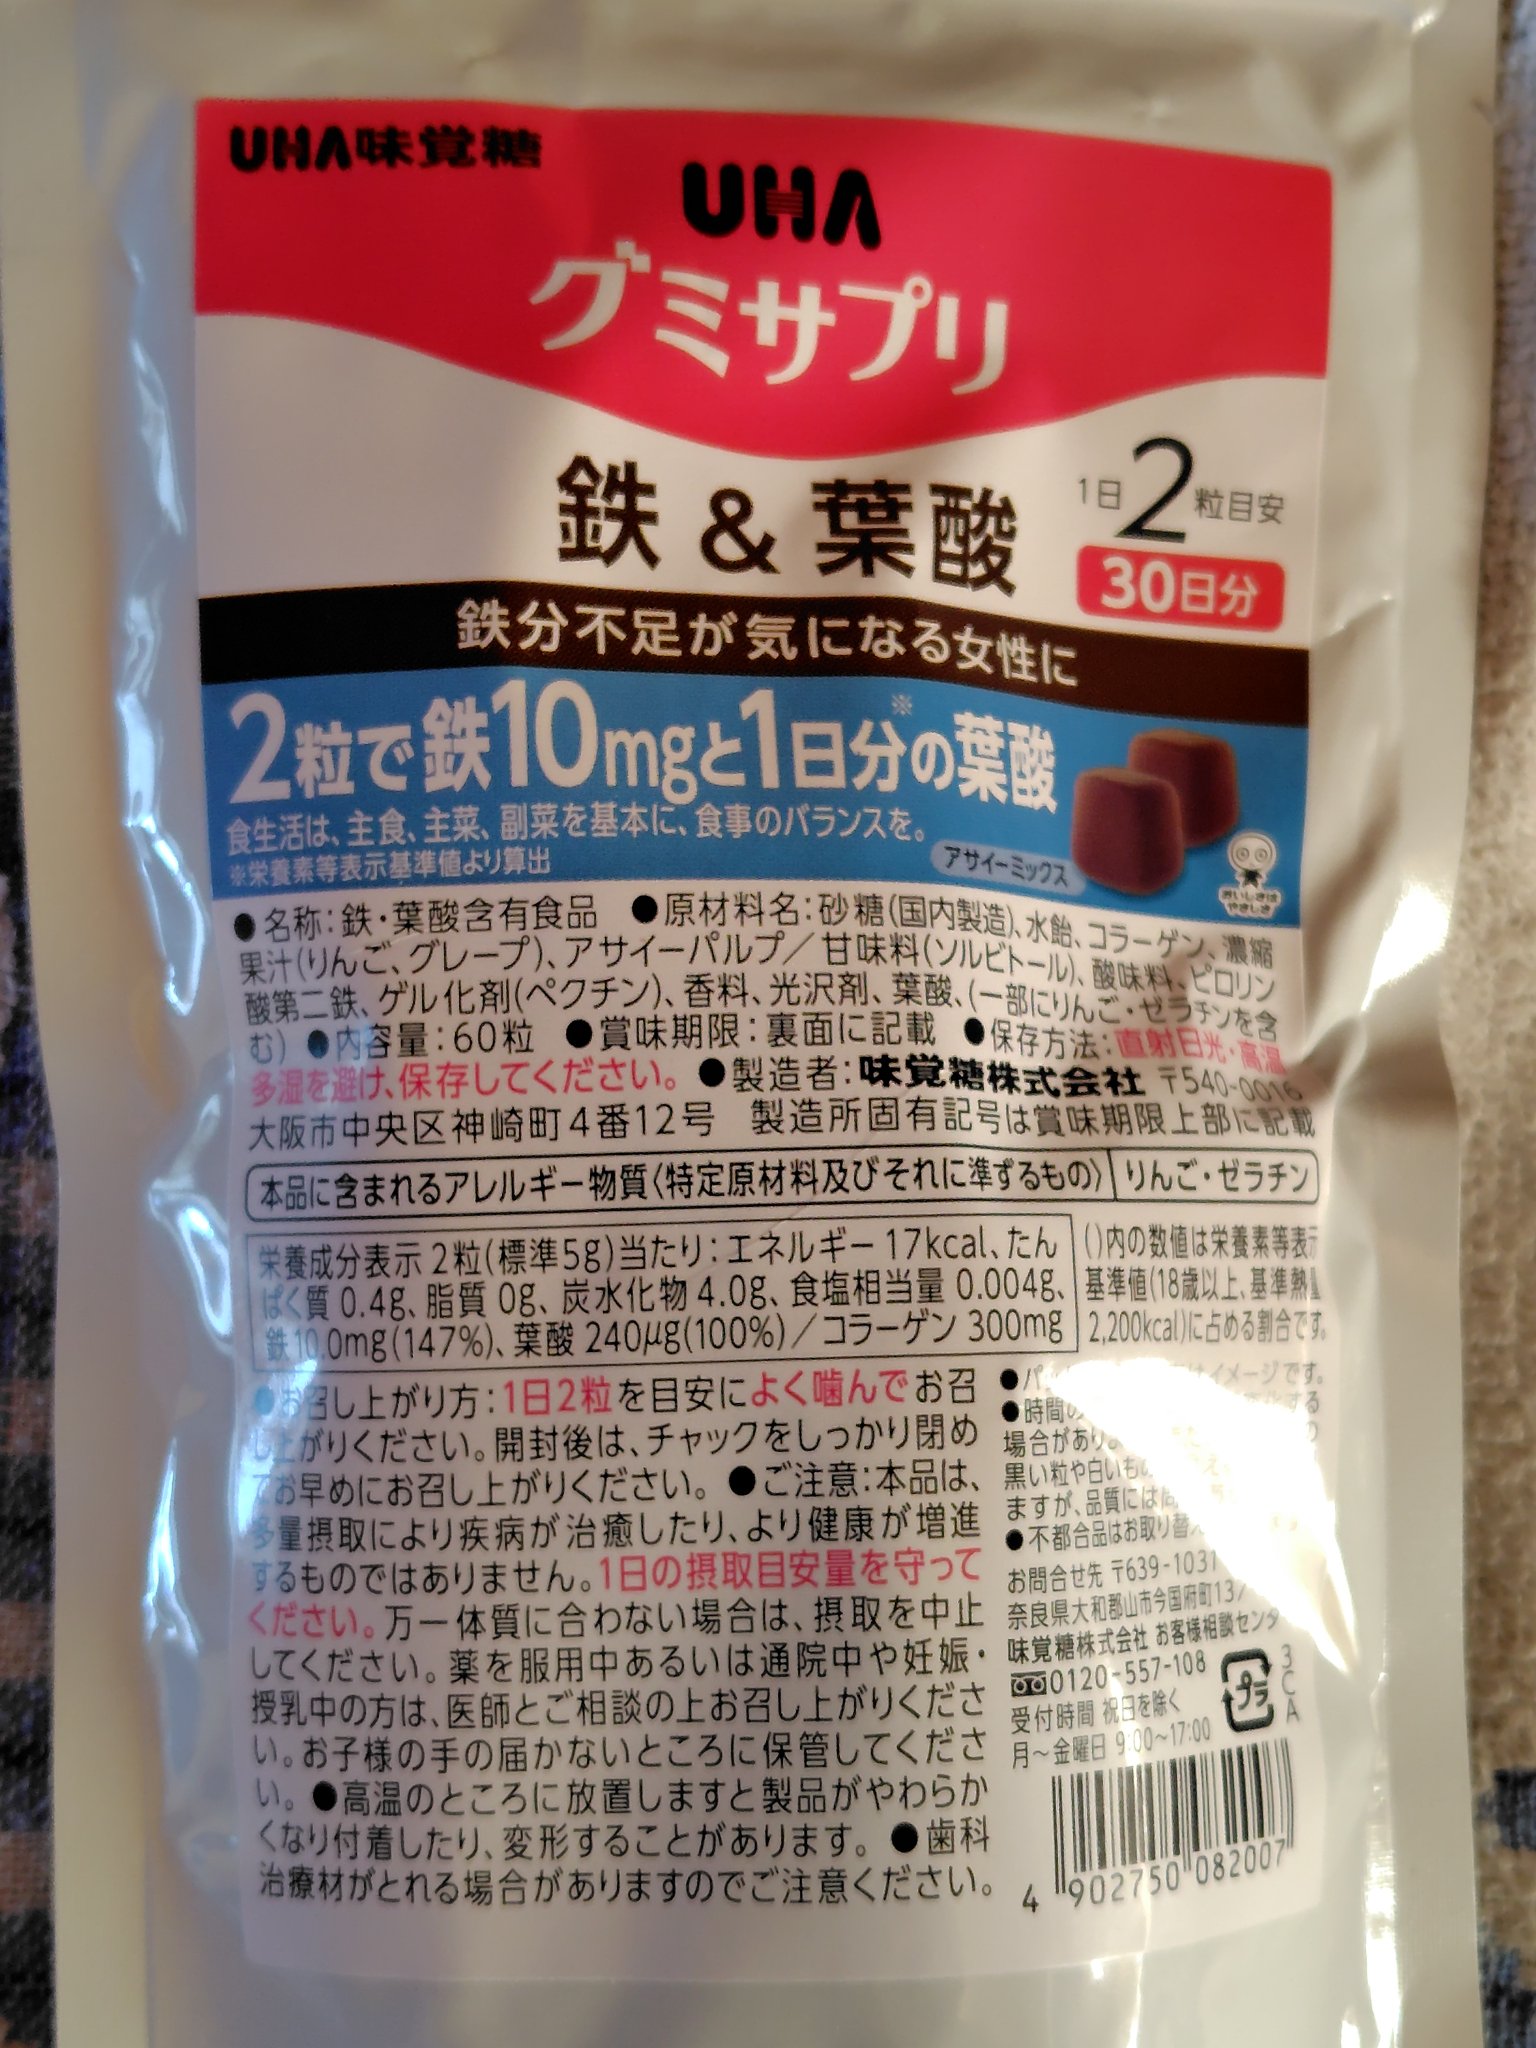 UHA味覚糖
UHA
グミサプリ
鉄 & 葉酸
1日2粒目安
30日分
鉄分不足が気になる女性に
2粒で鉄10mgと1日分※の葉酸
食生活は、主食、主菜、副菜を基本に、食事のバランスを。
※栄養素等表示基準値より算出
アサイーミックス
おいしさは
やさしさ
●名称:鉄・葉酸含有食品 ●原材料名:砂糖(国内製造)、水飴、コラーゲン、濃縮
果汁(りんご、グレープ)、アサイーパルプ/甘味料(ソルビトール)、酸味料、ピロリン
酸第二鉄、ゲル化剤(ペクチン)、香料、光沢剤、葉酸、(一部にりんご・ゼラチンを含
む) ●内容量:60粒 ●賞味期限:裏面に記載 ●保存方法:直射日光・高温
多湿を避け、保存してください。 ●製造者:味覚糖株式会社 〒540-0016
大阪市中央区神崎町4番12号 製造所固有記号は賞味期限上部に記載
本品に含まれるアレルギー物質〈特定原材料及びそれに準ずるもの〉 りんご・ゼラチン
栄養成分表示 2粒(標準5g)当たり:エネルギー 17kcal、たん
ぱく質 0.4g、脂質 0g、炭水化物 4.0g、食塩相当量 0.004g、
鉄10.0mg(147%)、葉酸 240μg(100%)/コラーゲン 300mg
()内の数値は栄養素等表示
基準値(18歳以上、基準熱量
2,200kcal)に占める割合です。
●お召し上がり方:1日2粒を目安によく噛んでお召
し上がりください。開封後は、チャックをしっかり閉め
てお早めにお召し上がりください。 ●ご注意:本品は、
多量摂取により疾病が治癒したり、より健康が増進
するものではありません。1日の摂取目安量を守って
ください。万一体質に合わない場合は、摂取を中止
してください。薬を服用中あるいは通院中や妊娠・
授乳中の方は、医師とご相談の上お召し上がりくださ
い。お子様の手の届かないところに保管してくださ
い。●高温のところに放置しますと製品がやわらか
くなり付着したり、変形することがあります。 ●歯科
治療材がとれる場合がありますのでご注意ください。
●パッ はイメージです。
●時間の 化する
場合があり
黒い粒や白いもの
ますが、品質には
●不都合品はお取り替え
お問合せ先 〒639-1031
奈良県大和郡山市今国府町137
味覚糖株式会社 お客様相談センター
0120-557-108
受付時間 祝日を除く
月〜金曜日 9:00〜17:00
プラ
3CA
4 902750 082007